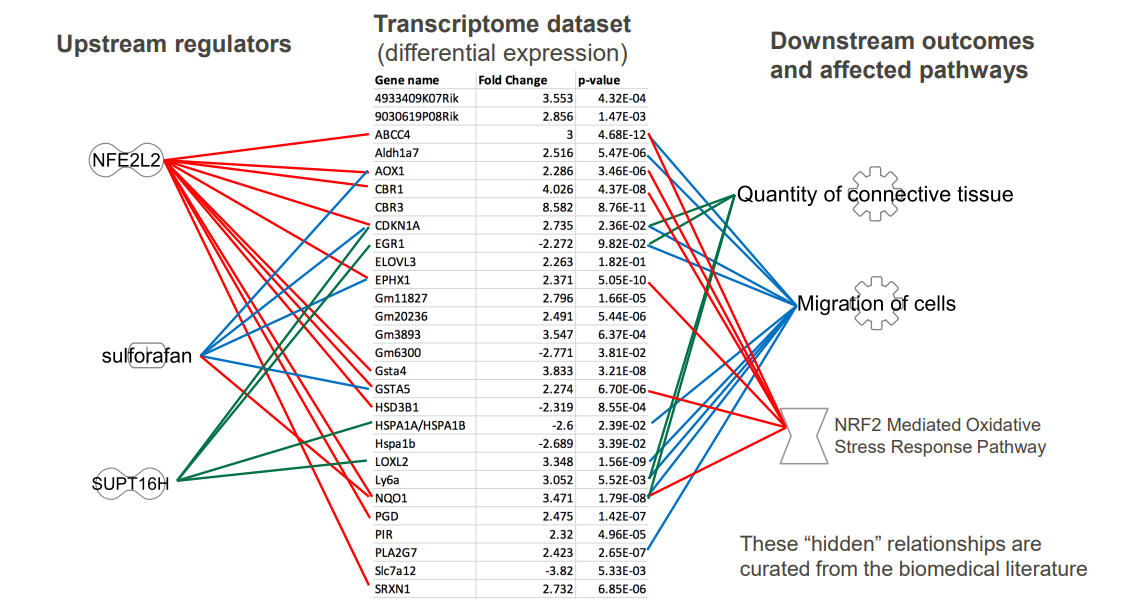 Upstream regulators
Transcriptome dataset
(differential expression)
Downstream outcomes
and affected pathways
Gene name Fold Change p-value
4933409K07Rik 3.553 4.32E-04
9030619P08Rik 2.856 1.47E-03
ABCC4 3 4.68E-12
Aldh1a7 2.516 5.47E-06
AOX1 2.286 3.46E-06
CBR1 4.026 4.37E-08
CBR3 8.582 8.76E-11
CDKN1A 2.735 2.36E-02
EGR1 -2.272 9.82E-02
ELOVL3 2.263 1.82E-01
EPHX1 2.371 5.05E-10
Gm11827 2.796 1.66E-05
Gm20236 2.491 5.44E-06
Gm3893 3.547 6.37E-04
Gm6300 -2.771 3.81E-02
Gsta4 3.833 3.21E-08
GSTA5 2.274 6.70E-06
HSD3B1 -2.319 8.55E-04
HSPA1A/HSPA1B -2.6 2.39E-02
Hspa1b -2.689 3.39E-02
LOXL2 3.348 1.56E-09
Ly6a 3.052 5.52E-03
NQO1 3.471 1.79E-08
PGD 2.475 1.42E-07
PIR 2.32 4.96E-05
PLA2G7 2.423 2.65E-07
Slc7a12 -3.82 5.33E-03
SRXN1 2.732 6.85E-06
NFE2L2
sulforafan
SUPT16H
Quantity of connective tissue
Migration of cells
NRF2 Mediated Oxidative
Stress Response Pathway
These “hidden” relationships are
curated from the biomedical literature